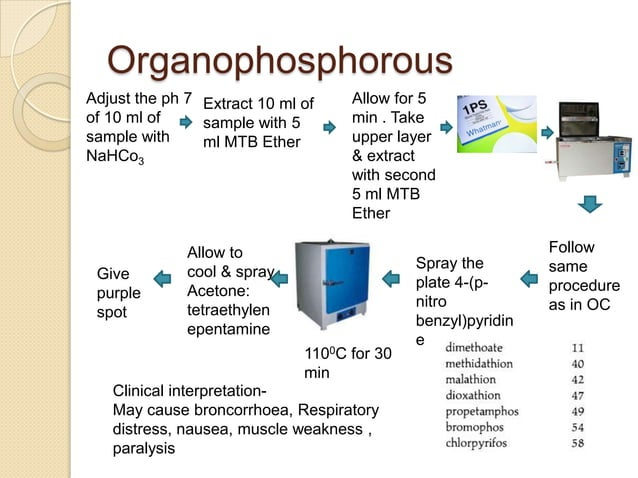 Organophosphorous
Adjust the ph 7
of 10 ml of
sample with
NaHCo₃
Extract 10 ml of
sample with 5
ml MTB Ether
Allow for 5
min . Take
upper layer
& extract
with second
5 ml MTB
Ether
1PS
Whatman
Follow
same
procedure
as in OC
Spray the
plate 4-(p-
nitro
benzyl)pyridin
e
110⁰C for 30
min
Allow to
cool & spray
Acetone:
tetraethylen
epentamine
Give
purple
spot
dimethoate 11
methidathion 40
malathion 42
dioxathion 47
propetamphos 49
bromophos 54
chlorpyrifos 58
Clinical interpretation-
May cause broncorrhoea, Respiratory
distress, nausea, muscle weakness ,
paralysis